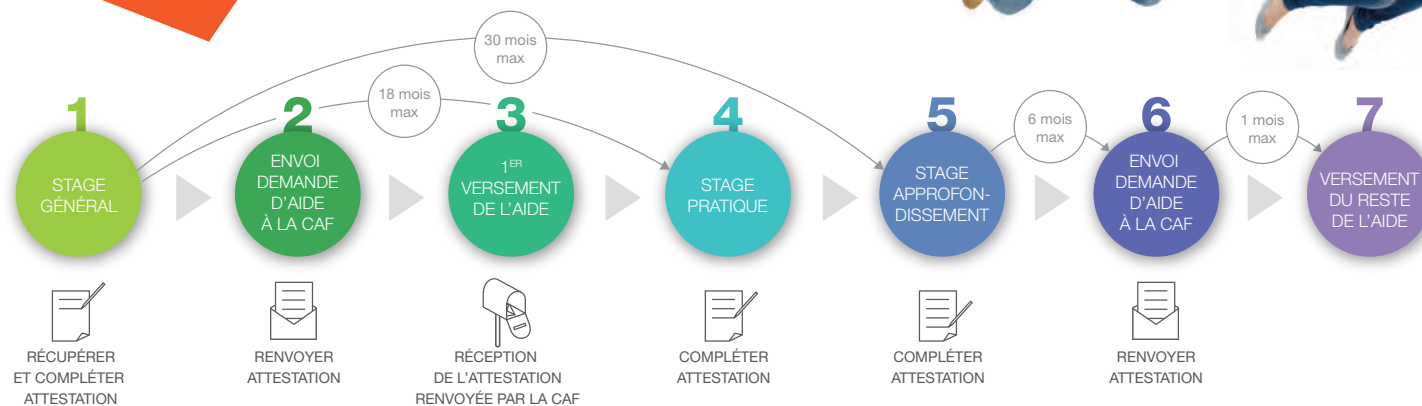 30 mois
max
18 mois
max
1
STAGE
GÉNÉRAL
RÉCUPÉRER
ET COMPLÉTER
ATTESTATION
2
ENVOI
DEMANDE
D'AIDE
À LA CAF
RENVOYER
ATTESTATION
3
1ER
VERSEMENT
DE L'AIDE
RÉCEPTION
DE L'ATTESTATION
RENVOYÉE PAR LA CAF
4
STAGE
PRATIQUE
COMPLÉTER
ATTESTATION
5
STAGE
APPROFON-
DISSEMENT
COMPLÉTER
ATTESTATION
6 mois
max
6
ENVOI
DEMANDE
D'AIDE
À LA CAF
RENVOYER
ATTESTATION
1 mois
max
7
VERSEMENT
DU RESTE
DE L'AIDE